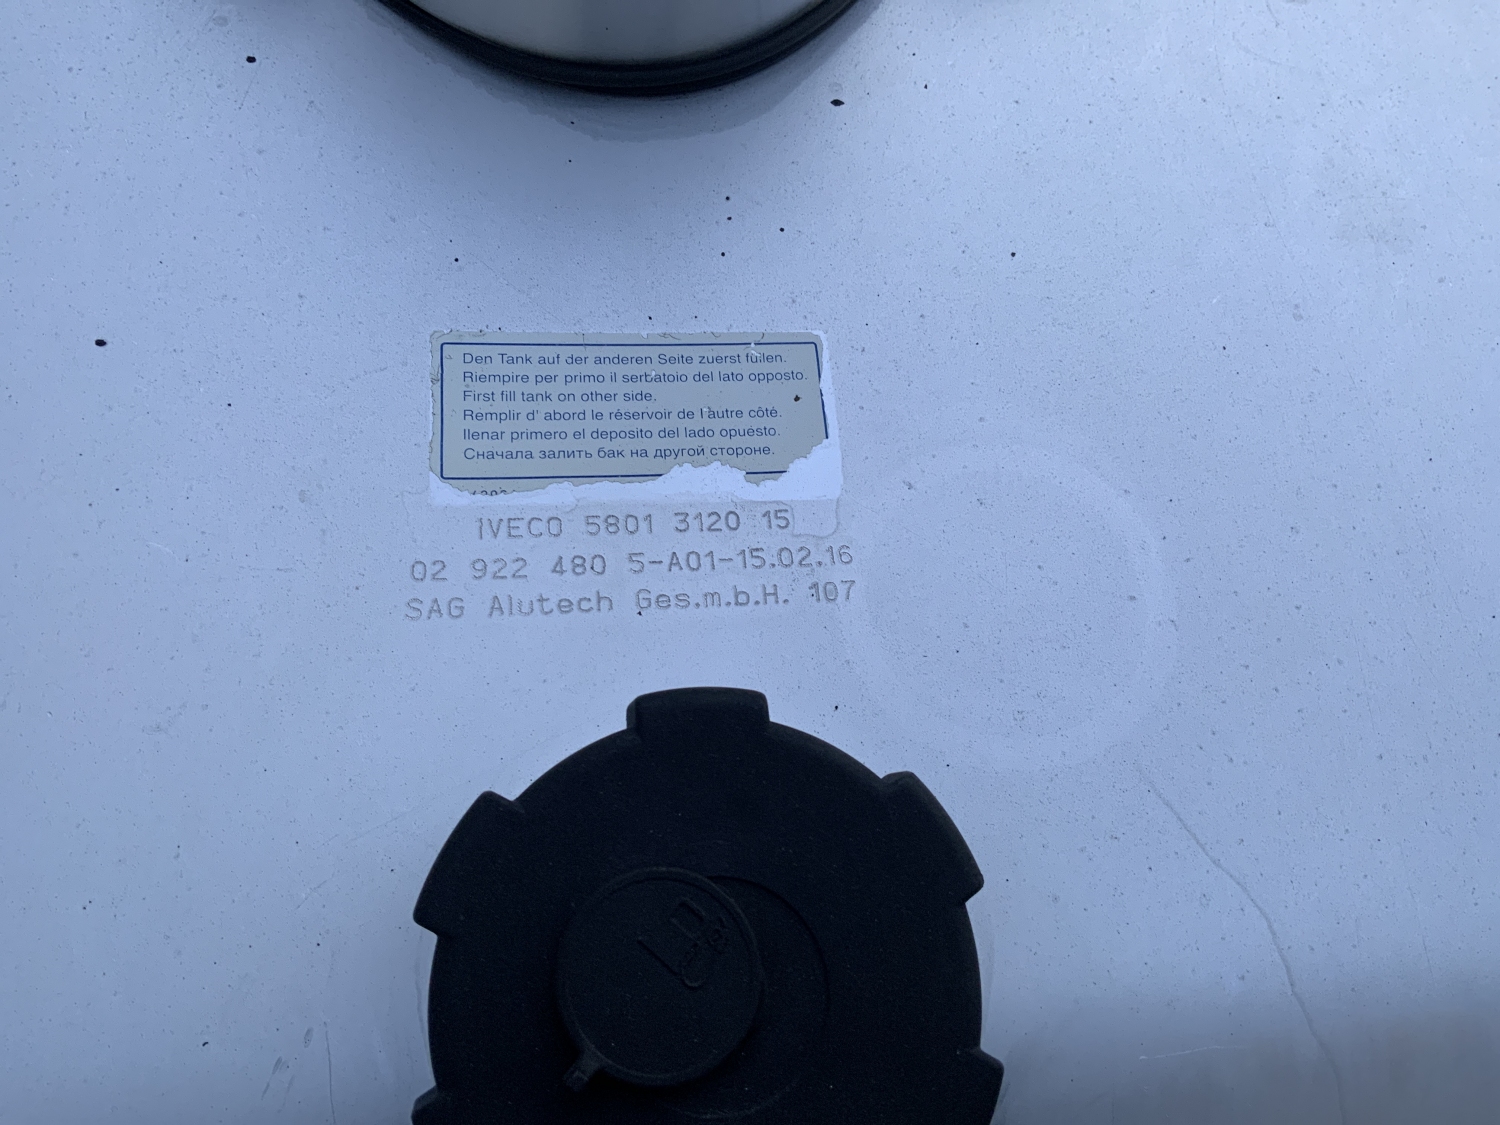 Den Tank auf der anderen Seite zuerst füllen.
Riempire per primo il serbatoio del lato opposto.
First fill tank on other side.
Remplir d' abord le réservoir de l'autre côté.
llenar primero el deposito del lado opuesto.
Сначала залить бак на другой стороне.
IVECO 5801 3120 15
02 922 480 5-A01-15.02.16
SAG Alutech Ges.m.b.H. 107